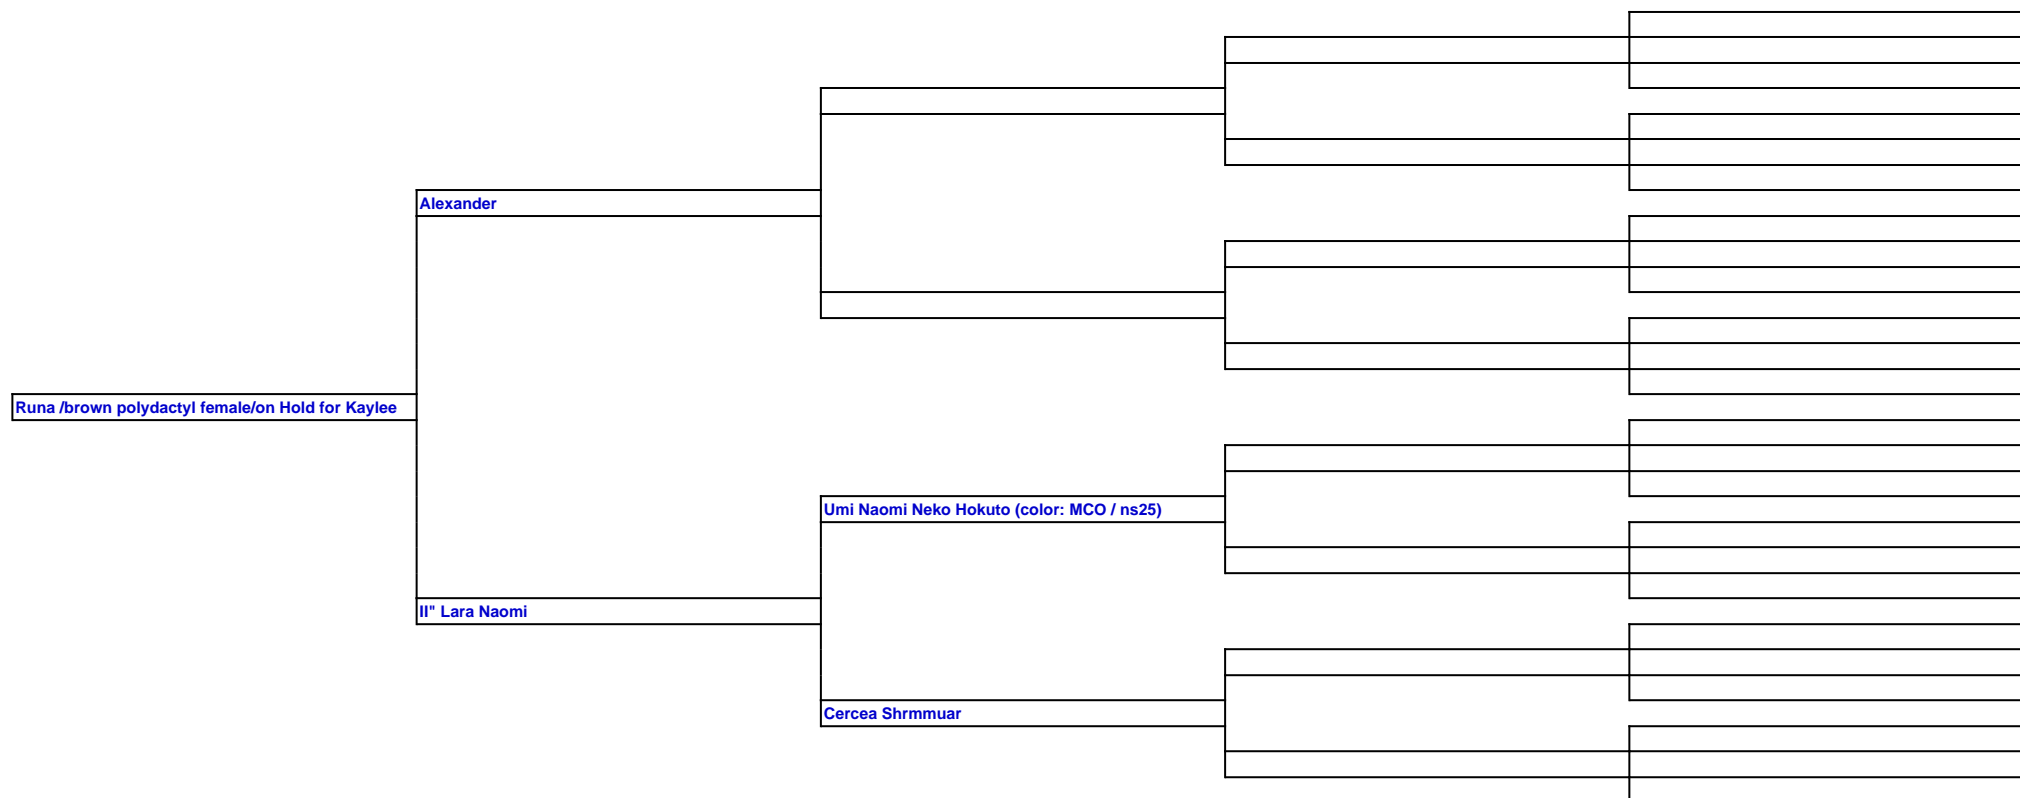 Alexander
Runa /brown polydactyl female/on Hold for Kaylee
Umi Naomi Neko Hokuto (color: MCO / ns25)
II" Lara Naomi
Cercea Shrmmuar